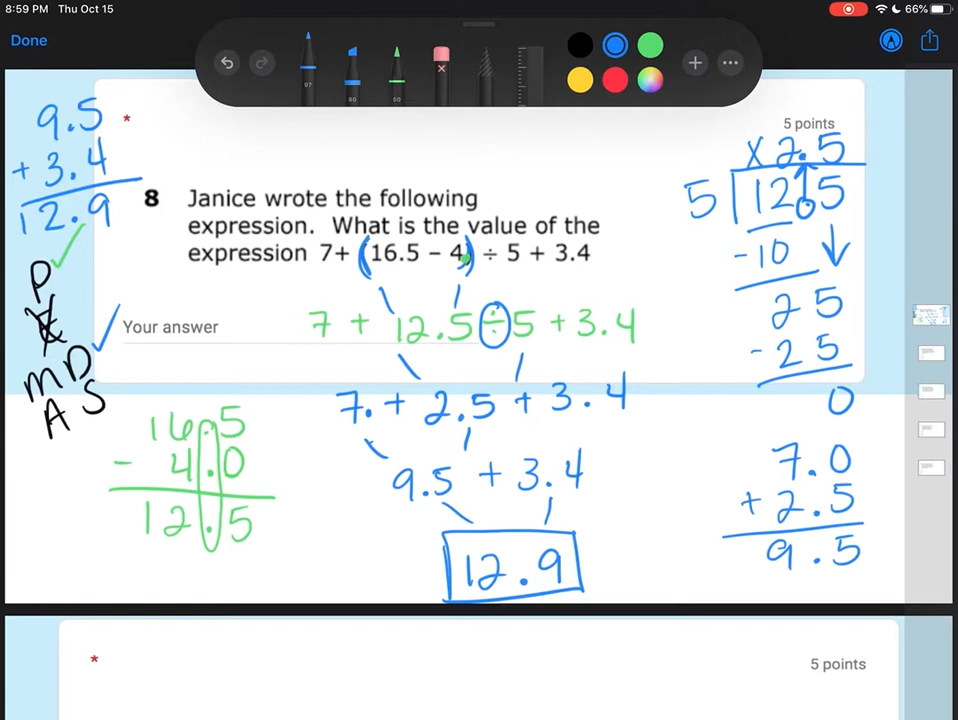 8:59 PM Thu Oct 15
66%
Done
97
80
50
*
5 points
8 Janice wrote the following
expression. What is the value of the
expression 7+ (16.5 − 4) ÷ 5 + 3.4
Your answer
9.5
+ 3.4
12.9
P
E
M D
A S
7 + 12.5 ÷ 5 + 3.4
7. + 2.5 + 3.4
9.5 + 3.4
12.9
16.5
- 4.0
12.5
x 2.5
5 12.5
-10
25
-25
0
7.0
+ 2.5
9.5
*
5 points